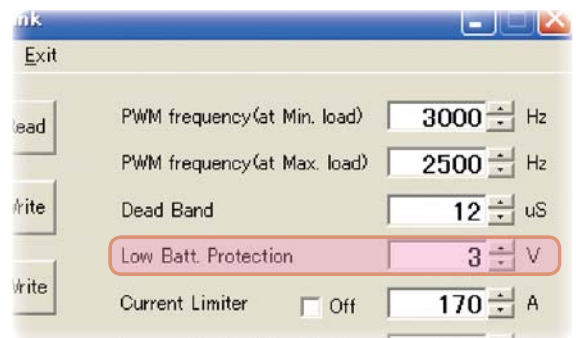 Exit
PWM frequency(at Min. load) 3000 Hz
PWM frequency(at Max. load) 2500 Hz
Dead Band 12 uS
Low Batt. Protection 3 V
Current Limiter Off 170 A